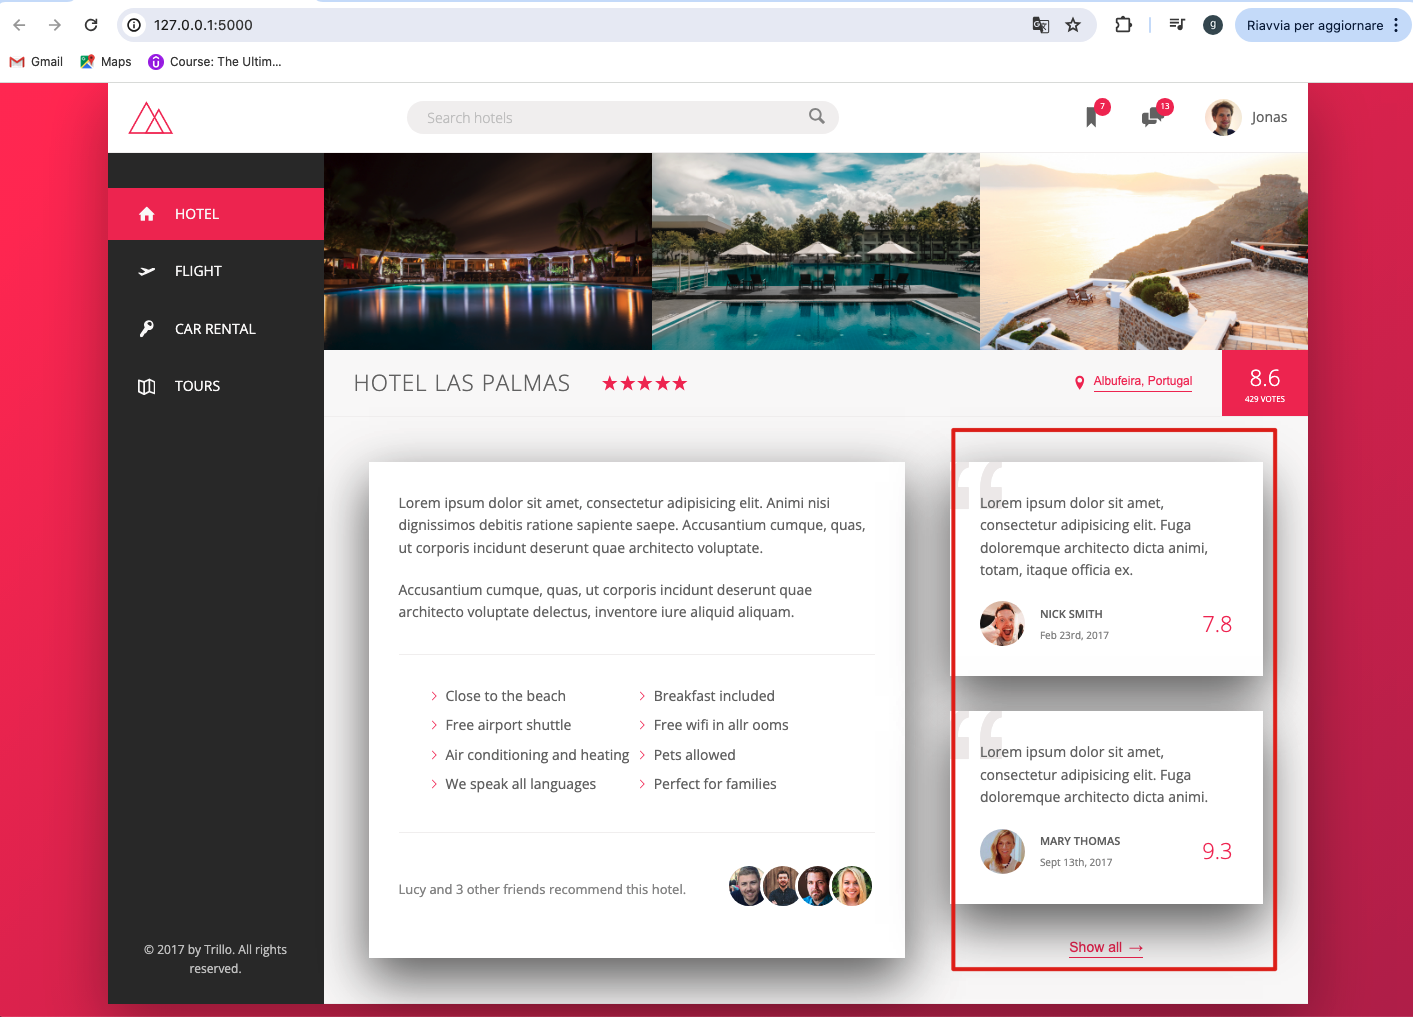 127.0.0.1:5000
g
Riavvia per aggiornare
Gmail
Maps
Course: The Ultim...
Search hotels
7
13
Jonas
HOTEL
FLIGHT
CAR RENTAL
TOURS
© 2017 by Trillo. All rights
reserved.
HOTEL LAS PALMAS
Albufeira, Portugal
8.6
429 VOTES
Lorem ipsum dolor sit amet, consectetur adipisicing elit. Animi nisi
dignissimos debitis ratione sapiente saepe. Accusantium cumque, quas,
ut corporis incidunt deserunt quae architecto voluptate.
Accusantium cumque, quas, ut corporis incidunt deserunt quae
architecto voluptate delectus, inventore iure aliquid aliquam.
Close to the beach
Free airport shuttle
Air conditioning and heating
We speak all languages
Breakfast included
Free wifi in allr ooms
Pets allowed
Perfect for families
Lucy and 3 other friends recommend this hotel.
“
Lorem ipsum dolor sit amet,
consectetur adipisicing elit. Fuga
doloremque architecto dicta animi,
totam, itaque officia ex.
NICK SMITH
Feb 23rd, 2017
7.8
“
Lorem ipsum dolor sit amet,
consectetur adipisicing elit. Fuga
doloremque architecto dicta animi.
MARY THOMAS
Sept 13th, 2017
9.3
Show all →